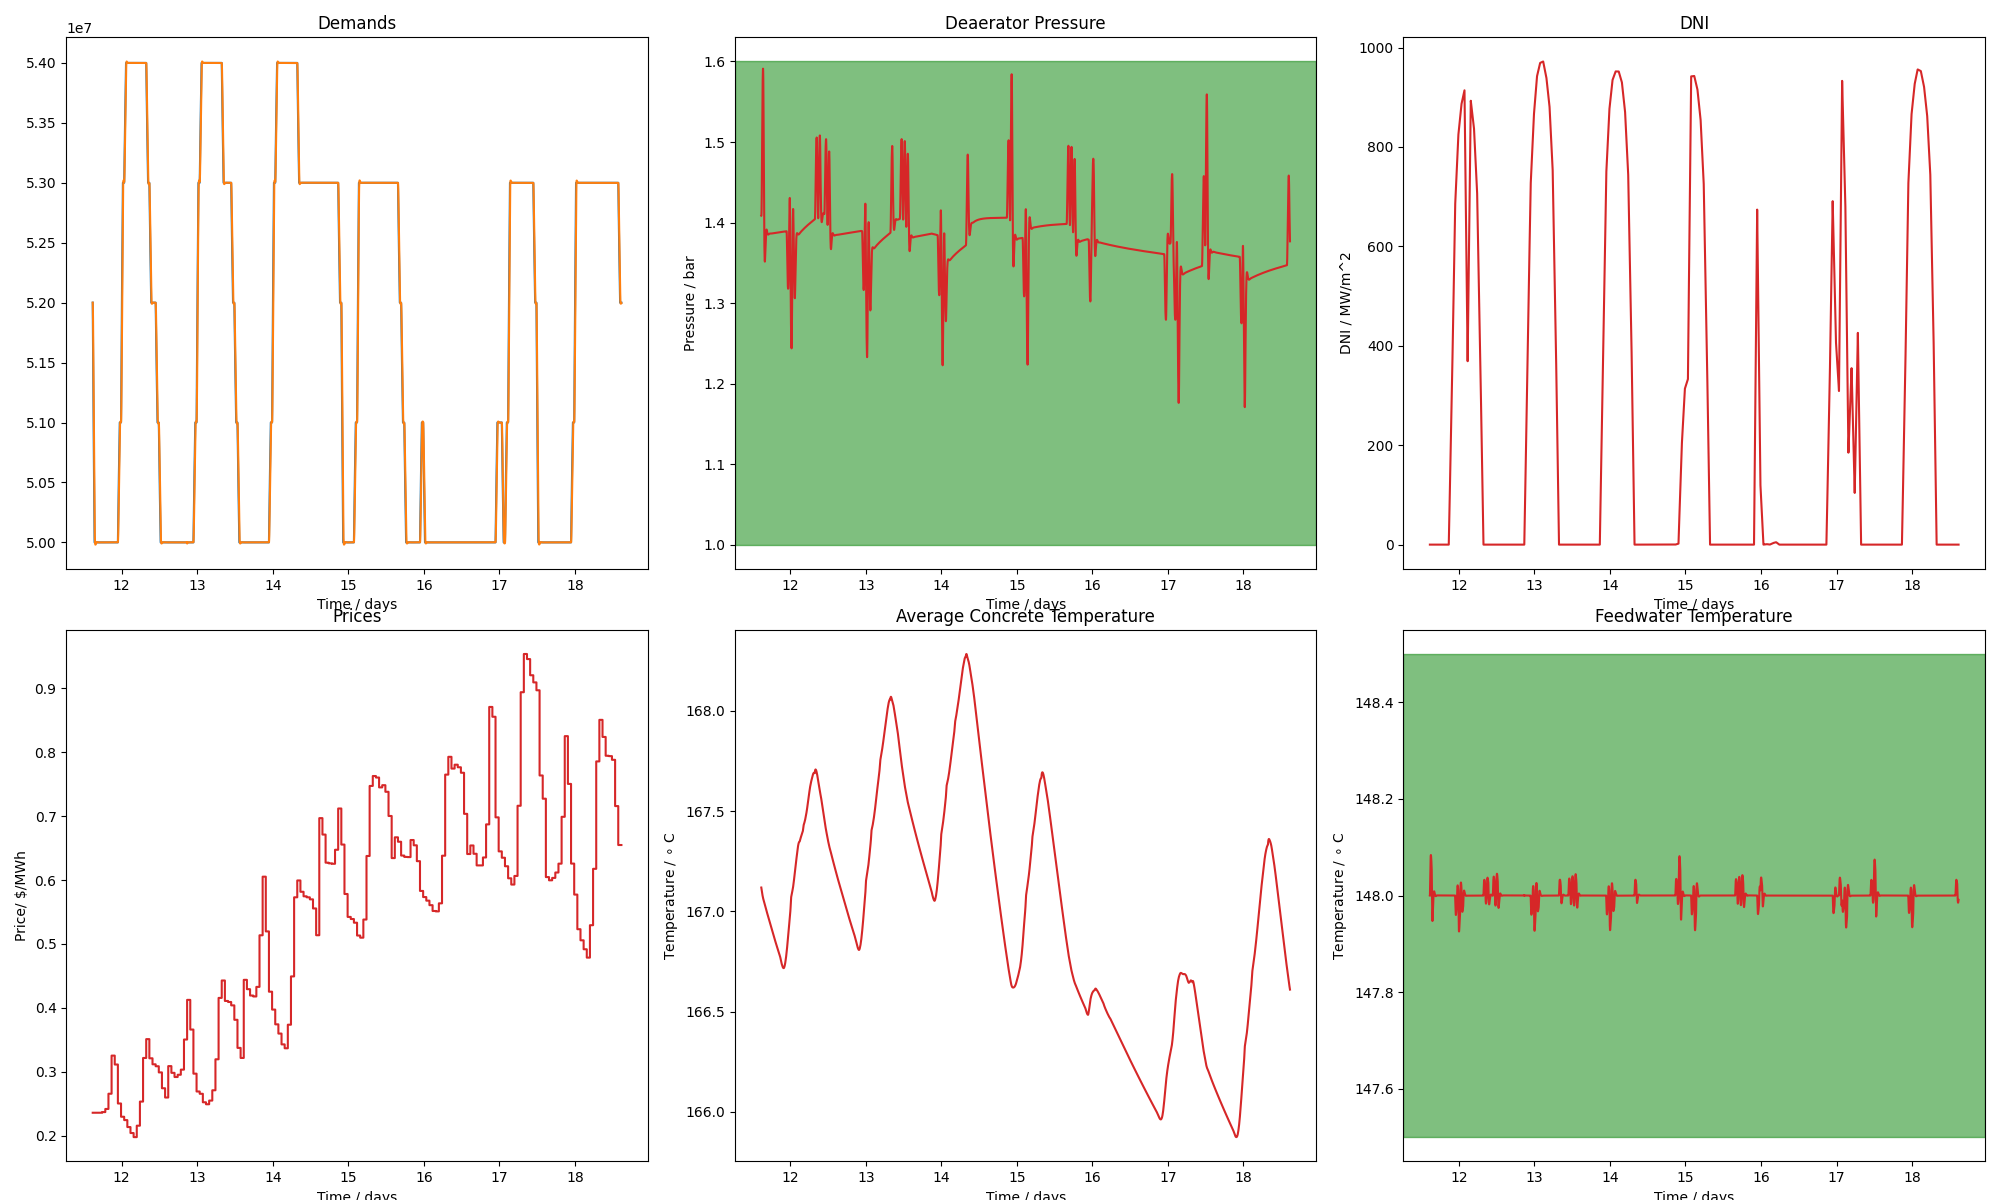 Demands
1e7
5.40
5.35
5.30
5.25
5.20
5.15
5.10
5.05
5.00
12 13 14 15 16 17 18
Time / days
Deaerator Pressure
Pressure / bar
1.6
1.5
1.4
1.3
1.2
1.1
1.0
12 13 14 15 16 17 18
Time / days
DNI
DNI / MW/m^2
1000
800
600
400
200
0
12 13 14 15 16 17 18
Time / days
Prices
Price/ $/MWh
0.9
0.8
0.7
0.6
0.5
0.4
0.3
0.2
12 13 14 15 16 17 18
Time / days
Average Concrete Temperature
Temperature / ∘ C
168.0
167.5
167.0
166.5
166.0
12 13 14 15 16 17 18
Time / days
Feedwater Temperature
Temperature / ∘ C
148.4
148.2
148.0
147.8
147.6
12 13 14 15 16 17 18
Time / days